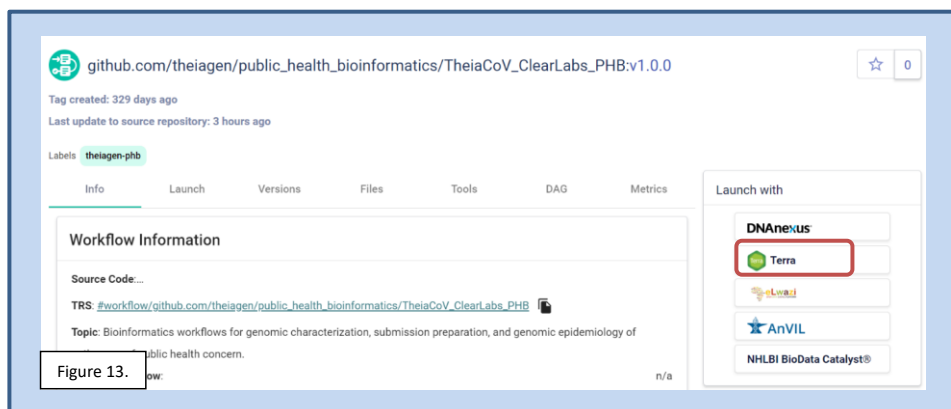 github.com/theiagen/public_health_bioinformatics/TheiaCoV_ClearLabs_PHB:v1.0.0
0
Tag created: 329 days ago
Last update to source repository: 3 hours ago
Labels theiagen-phb
Info Launch Versions Files Tools DAG Metrics
Workflow Information
Source Code:...
TRS: #workflow/github.com/theiagen/public_health_bioinformatics/TheiaCoV_ClearLabs_PHB
Topic: Bioinformatics workflows for genomic characterization, submission preparation, and genomic epidemiology of
public health concern.
n/a
Launch with
DNAnexus
Terra
eLwazi
AnVIL
NHLBI BioData Catalyst®
Figure 13.